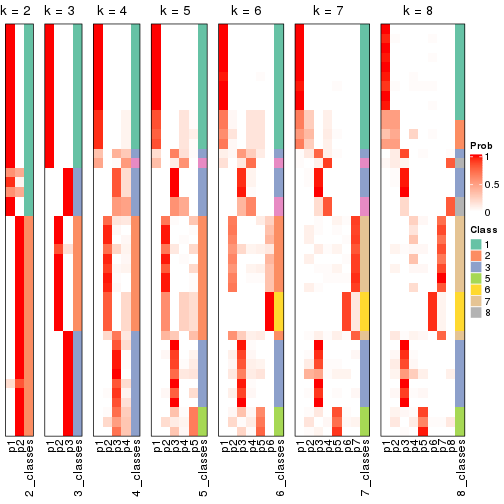 k = 2
k = 3
k = 4
k = 5
k = 6
k = 7
k = 8
Prob
1
0.5
0
Class
1
2
3
5
6
7
8
p1
p2
2_classes
p1
p2
p3
3_classes
p1
p2
p3
p4
4_classes
p1
p2
p3
p4
p5
5_classes
p1
p2
p3
p4
p5
p6
6_classes
p1
p2
p3
p4
p5
p6
p7
7_classes
p1
p2
p3
p4
p5
p6
p7
p8
8_classes